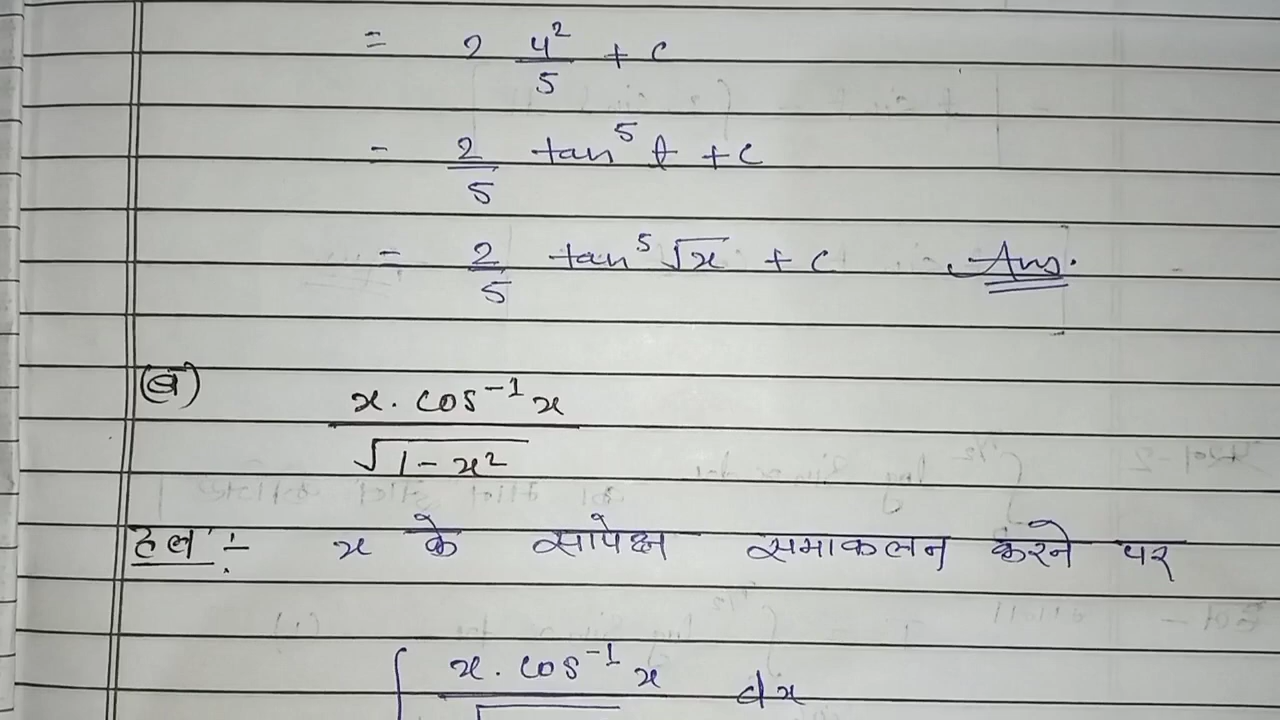 = 2 u²/5 + c
= 2/5 tan⁵ t + c
= 2/5 tan⁵ √x + c Ans.
(ब) x. cos⁻¹ x / √1-x²
हल :- x के सापेक्ष समाकलन करने पर
∫ x. cos⁻¹ x / √ dx